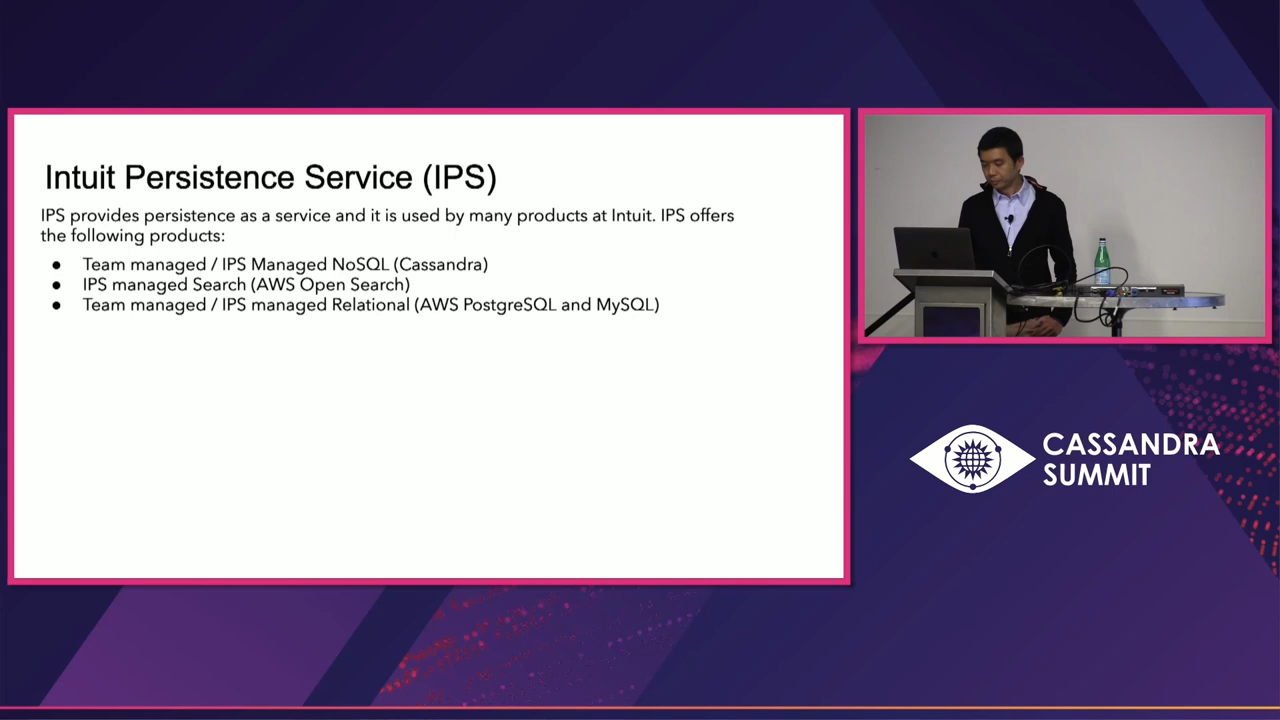 Intuit Persistence Service (IPS)
IPS provides persistence as a service and it is used by many products at Intuit. IPS offers
the following products:
● Team managed / IPS Managed NoSQL (Cassandra)
● IPS managed Search (AWS Open Search)
● Team managed / IPS managed Relational (AWS PostgreSQL and MySQL)
CASSANDRA
SUMMIT